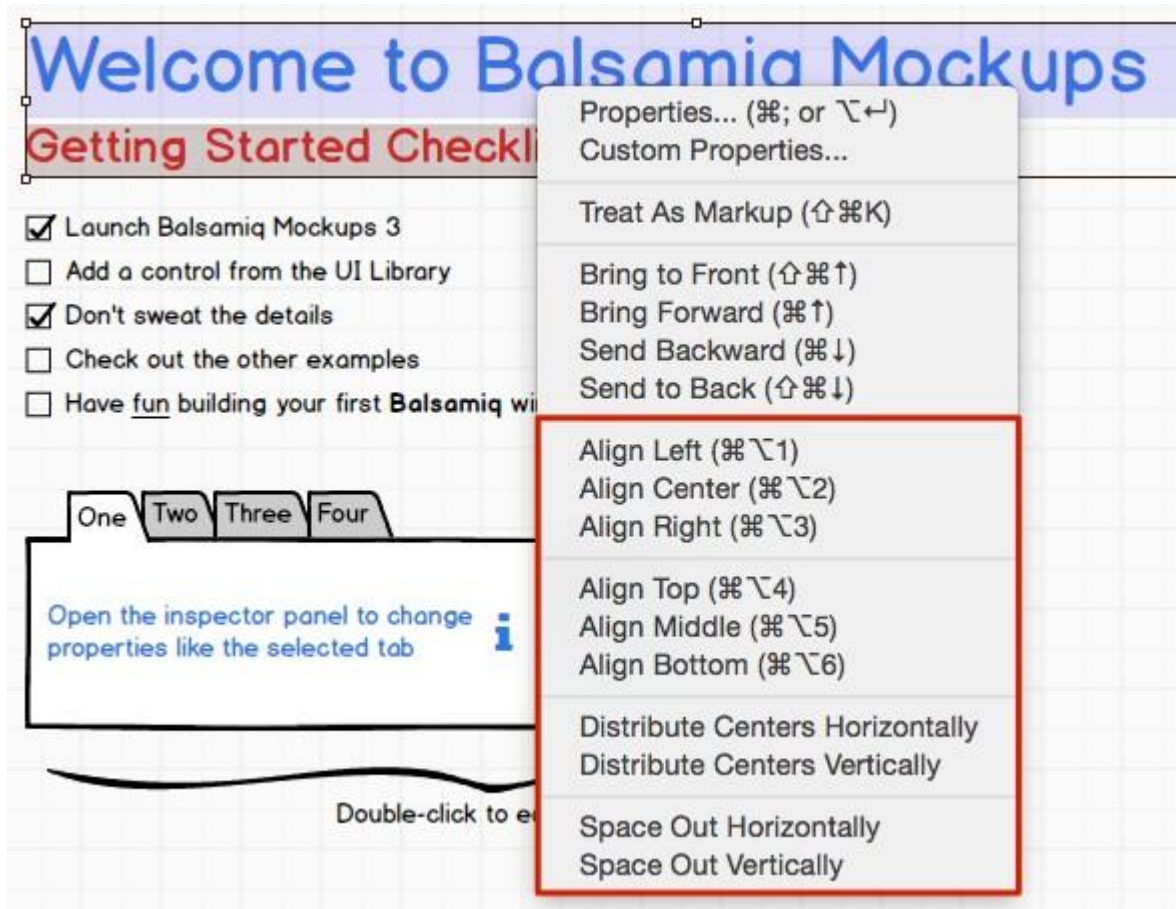 Welcome to Balsamiq Mockups
Getting Started Checkli
Launch Balsamiq Mockups 3
Add a control from the UI Library
Don't sweat the details
Check out the other examples
Have fun building your first Balsamiq wi
One Two Three Four
Open the inspector panel to change
properties like the selected tab
i
Double-click to e
Properties... (⌘; or ⌥↩)
Custom Properties...
Treat As Markup (⇧⌘K)
Bring to Front (⇧⌘↑)
Bring Forward (⌘↑)
Send Backward (⌘↓)
Send to Back (⇧⌘↓)
Align Left (⌘⌥1)
Align Center (⌘⌥2)
Align Right (⌘⌥3)
Align Top (⌘⌥4)
Align Middle (⌘⌥5)
Align Bottom (⌘⌥6)
Distribute Centers Horizontally
Distribute Centers Vertically
Space Out Horizontally
Space Out Vertically